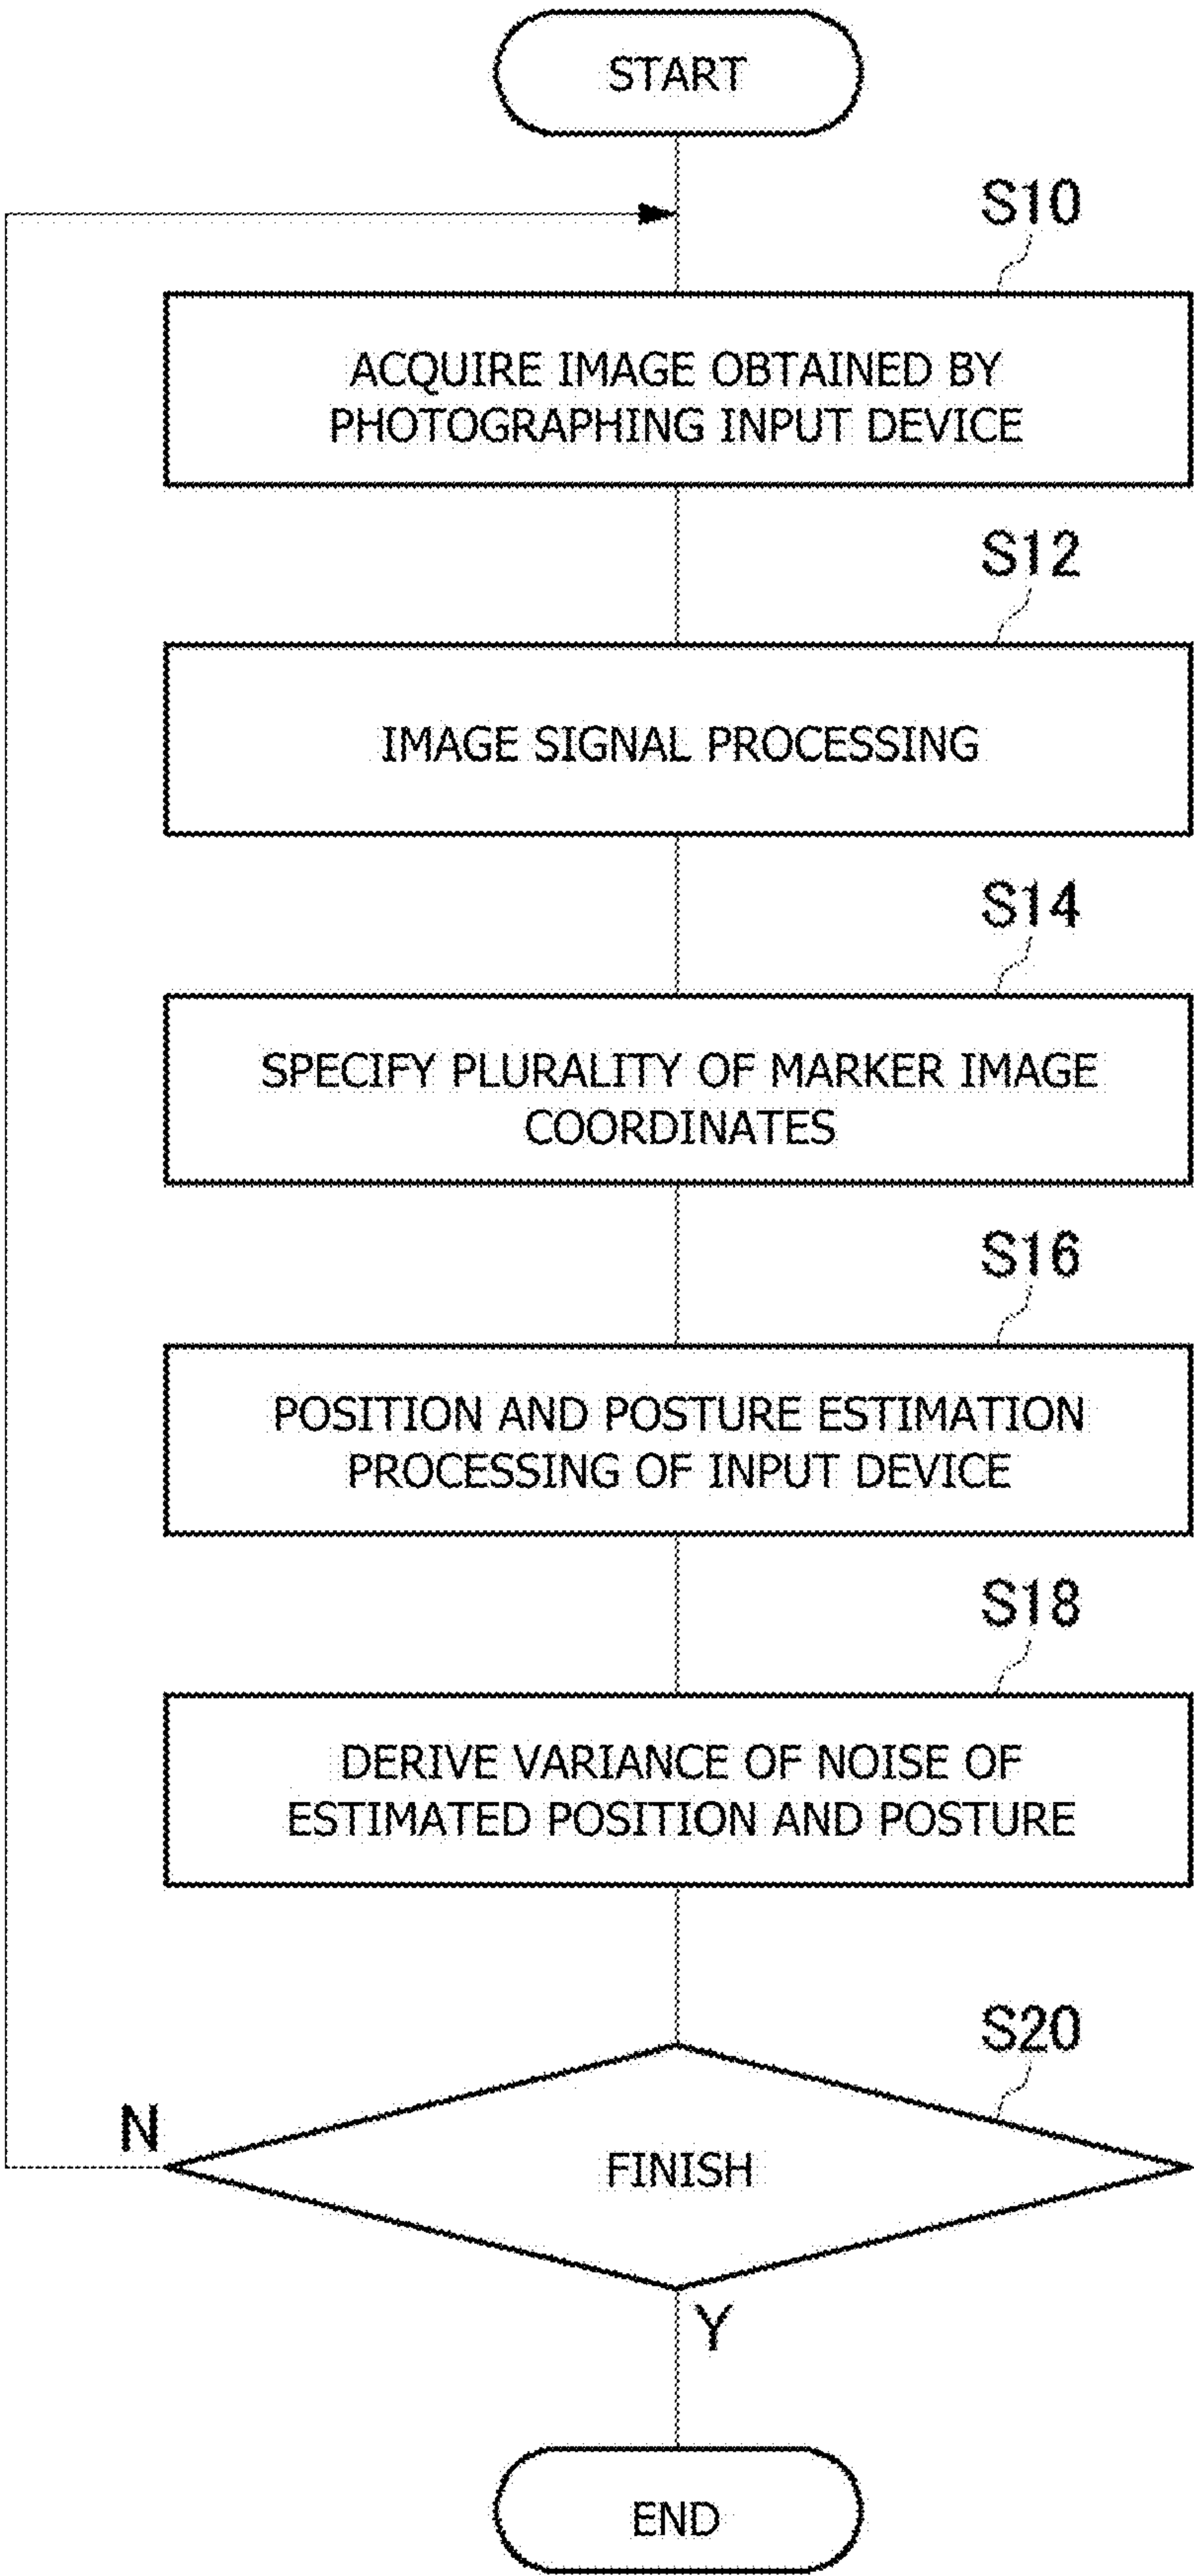 START
S10
ACQUIRE IMAGE OBTAINED BY
PHOTOGRAPHING INPUT DEVICE
S12
IMAGE SIGNAL PROCESSING
S14
SPECIFY PLURALITY OF MARKER IMAGE
COORDINATES
S16
POSITION AND POSTURE ESTIMATION
PROCESSING OF INPUT DEVICE
S18
DERIVE VARIANCE OF NOISE OF
ESTIMATED POSITION AND POSTURE
S20
N
FINISH
Y
END